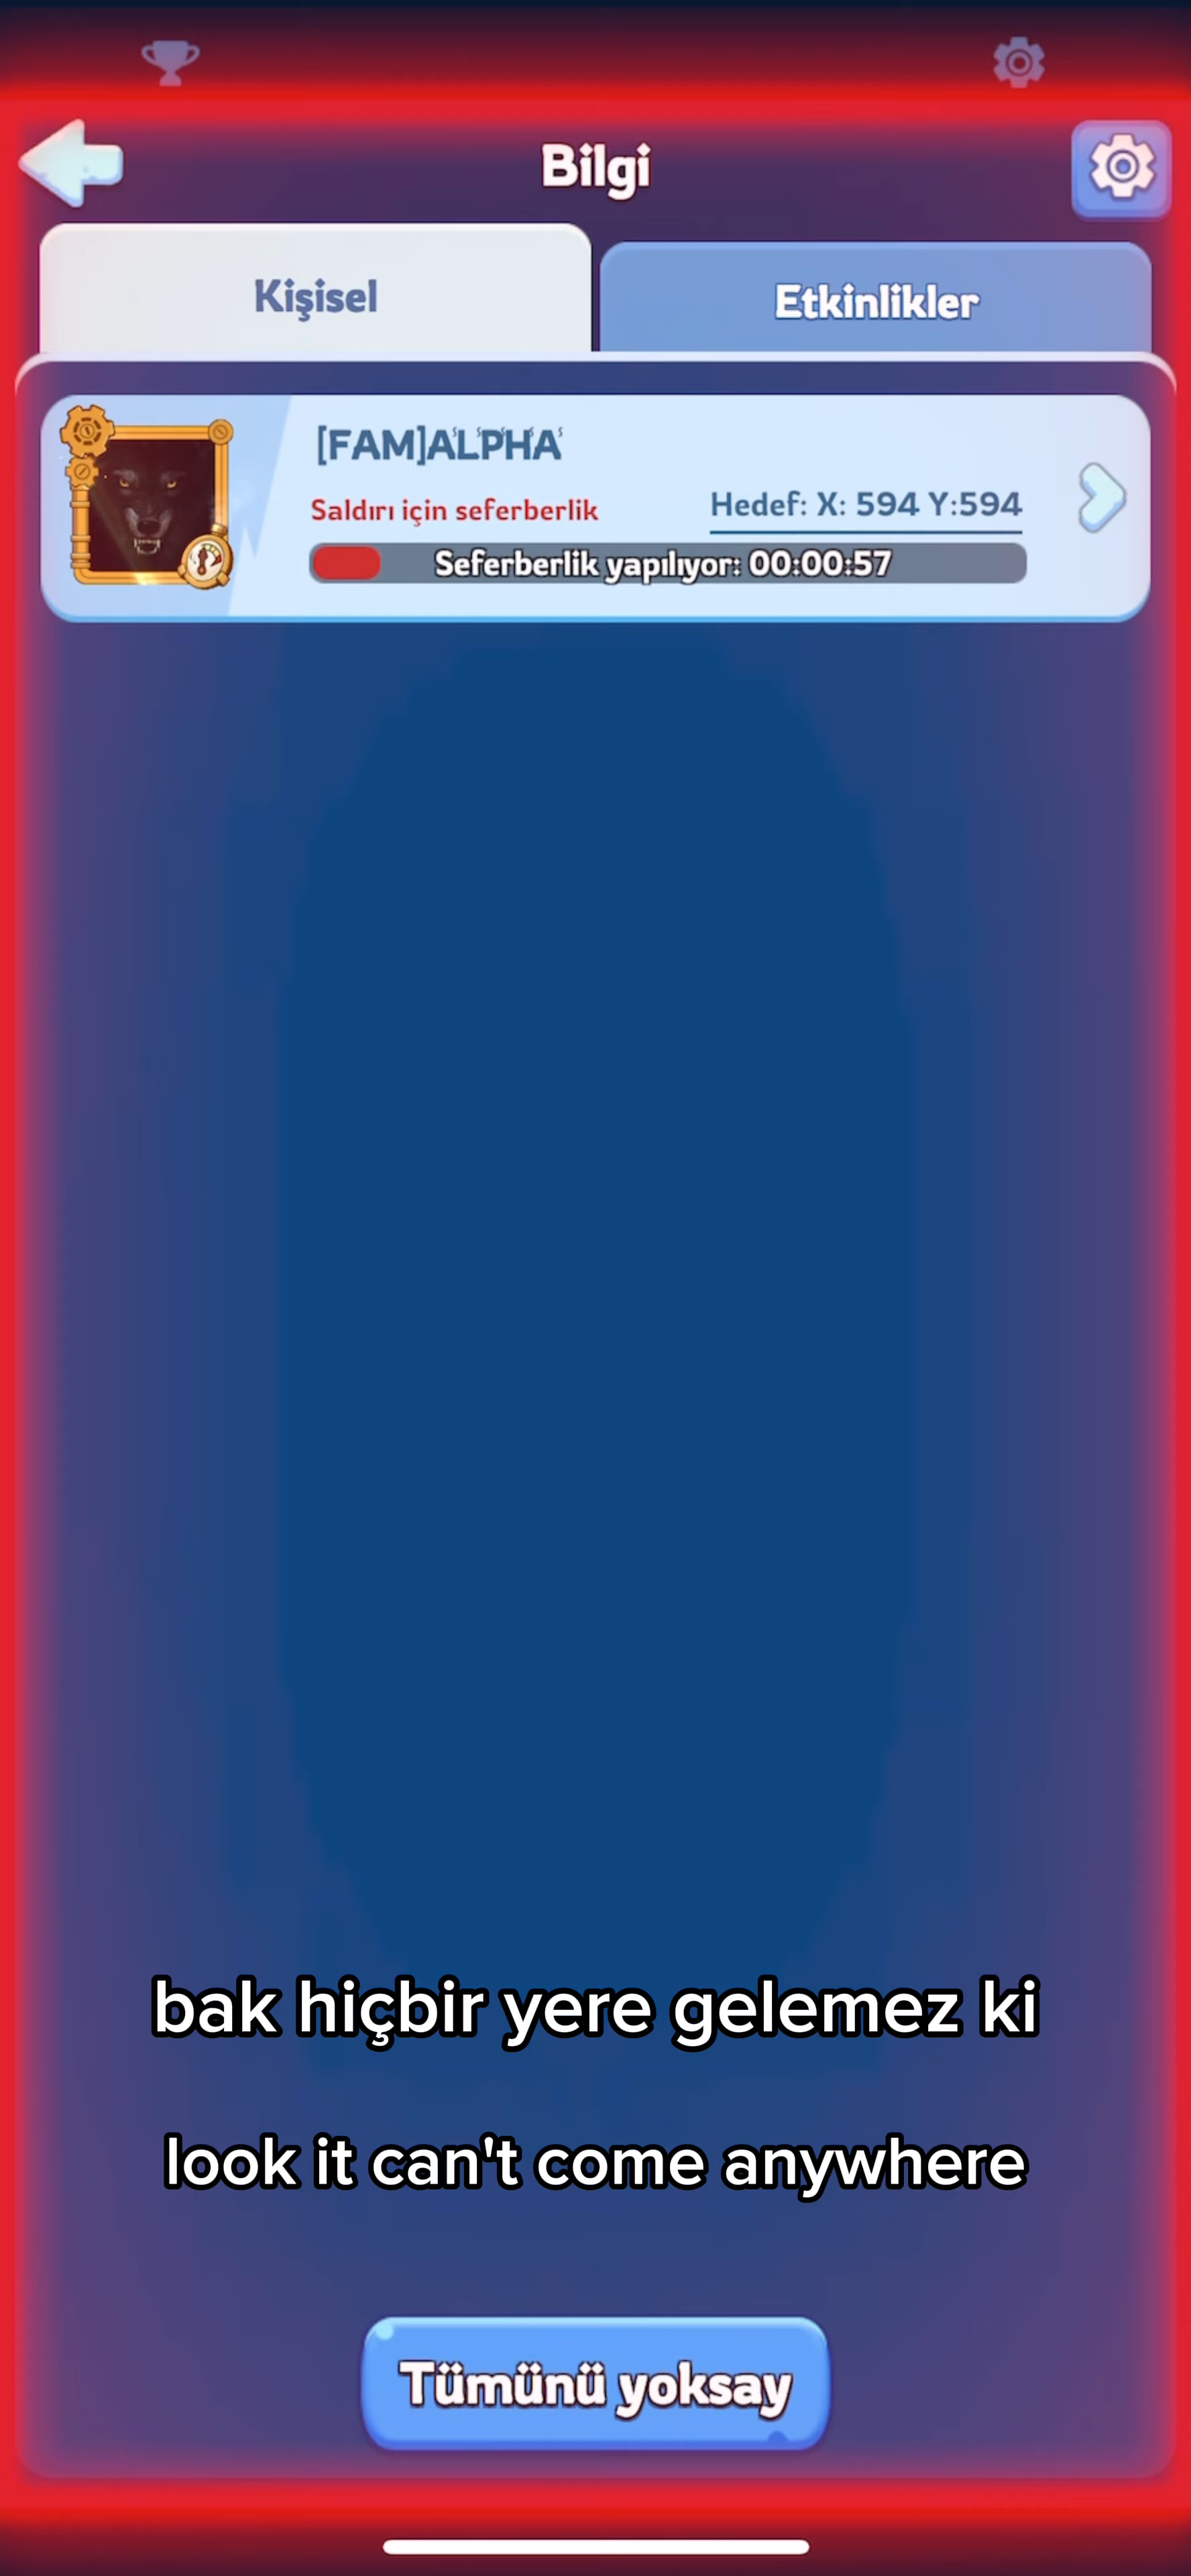 Bilgi
Kişisel
Etkinlikler
[FAM]AᔆLᔆPᔆHᔆAᔆ
Saldırı için seferberlik
Hedef: X: 594 Y:594
Seferberlik yapılıyor: 00:00:57
bak hiçbir yere gelemez ki
look it can't come anywhere
Tümünü yoksay